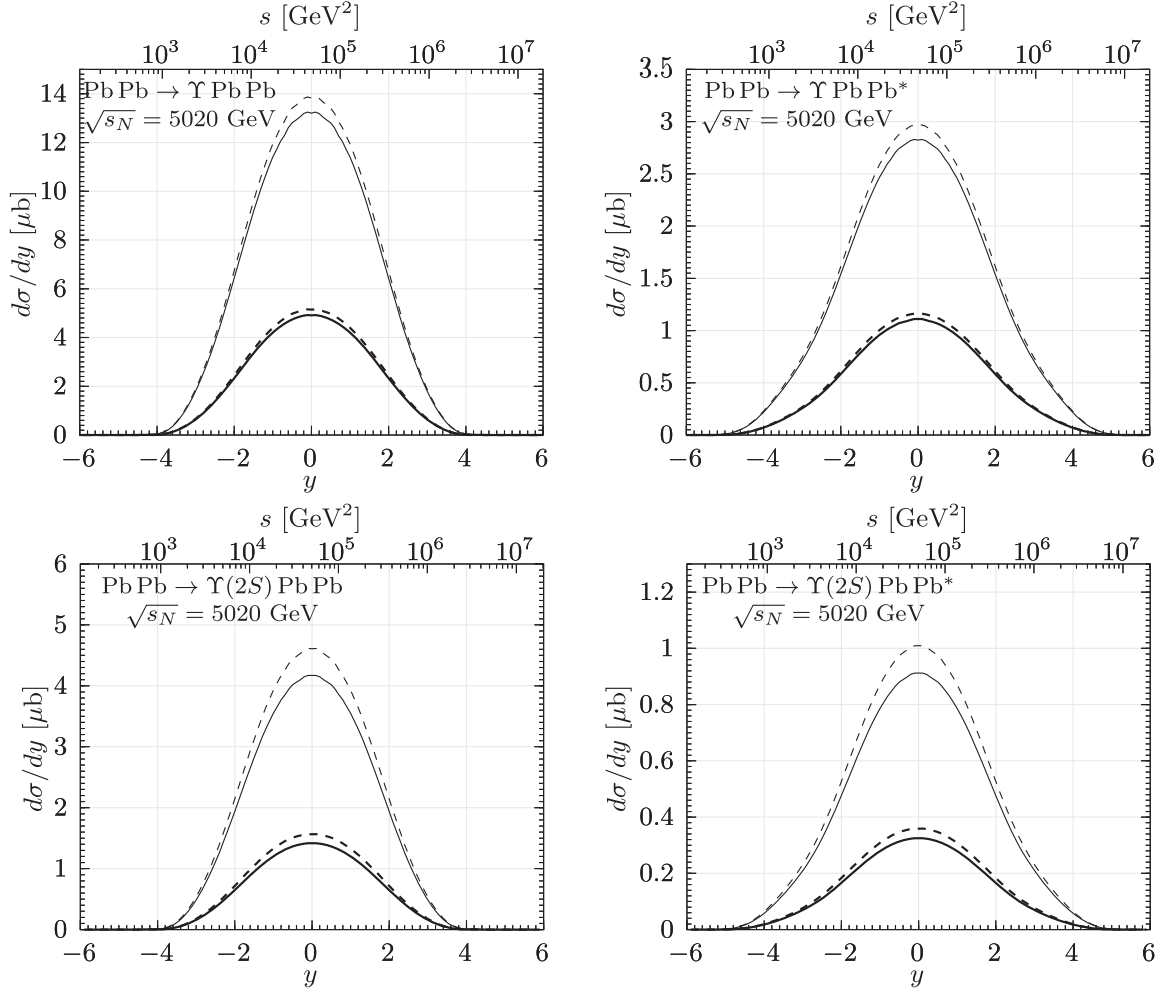 s [GeV²]
10³ 10⁴ 10⁵ 10⁶ 10⁷
Pb Pb → Υ Pb Pb
√s_N = 5020 GeV
dσ/dy [μb]
14
12
10
8
6
4
2
0
−6 −4 −2 0 2 4 6
y
s [GeV²]
10³ 10⁴ 10⁵ 10⁶ 10⁷
Pb Pb → Υ Pb Pb*
√s_N = 5020 GeV
dσ/dy [μb]
3.5
3
2.5
2
1.5
1
0.5
0
−6 −4 −2 0 2 4 6
y
s [GeV²]
10³ 10⁴ 10⁵ 10⁶ 10⁷
Pb Pb → Υ(2S) Pb Pb
√s_N = 5020 GeV
dσ/dy [μb]
6
5
4
3
2
1
0
−6 −4 −2 0 2 4 6
y
s [GeV²]
10³ 10⁴ 10⁵ 10⁶ 10⁷
Pb Pb → Υ(2S) Pb Pb*
√s_N = 5020 GeV
dσ/dy [μb]
1.2
1
0.8
0.6
0.4
0.2
0
−6 −4 −2 0 2 4 6
y